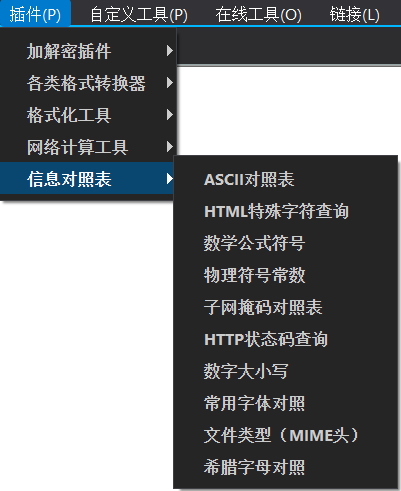 插件(P) 自定义工具(P) 在线工具(O) 链接(L)
加解密插件
各类格式转换器
格式化工具
网络计算工具
信息对照表
ASCII对照表
HTML特殊字符查询
数学公式符号
物理符号常数
子网掩码对照表
HTTP状态码查询
数字大小写
常用字体对照
文件类型（MIME头）
希腊字母对照